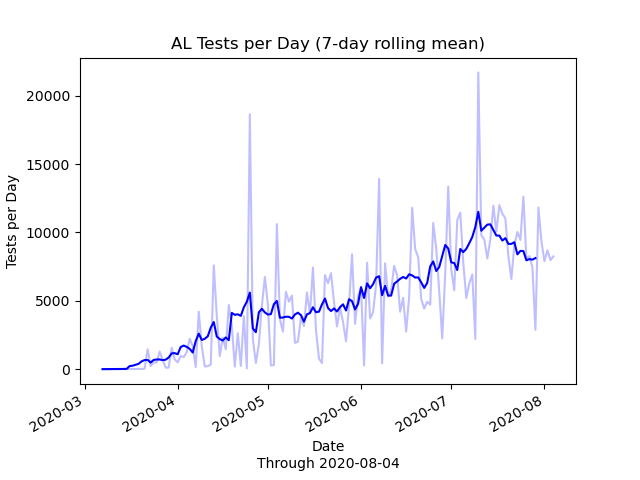 AL Tests per Day (7-day rolling mean)
Tests per Day
20000
15000
10000
5000
0
2020-03
2020-04
2020-05
2020-06
2020-07
2020-08
Date
Through 2020-08-04